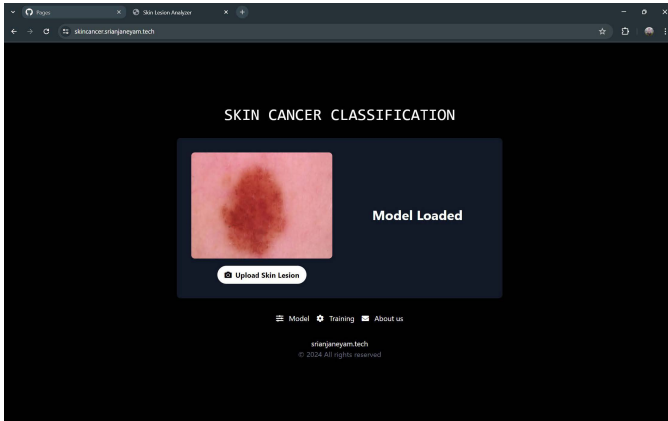 Pages
Skin Lesion Analyzer
skincancer.srianjaneyam.tech
SKIN CANCER CLASSIFICATION
Model Loaded
Upload Skin Lesion
Model Training About us
srianjaneyam.tech
© 2024 All rights reserved